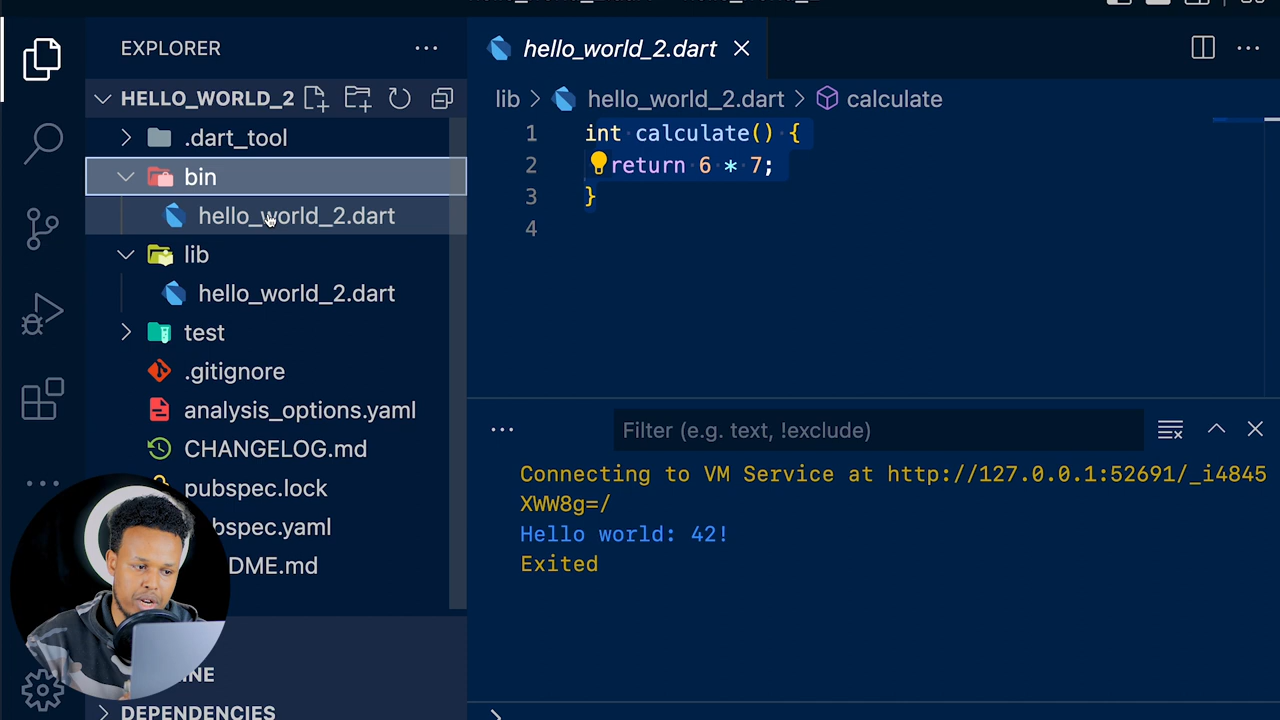 EXPLORER
HELLO_WORLD_2
.dart_tool
bin
hello_world_2.dart
lib
hello_world_2.dart
test
.gitignore
analysis_options.yaml
CHANGELOG.md
pubspec.lock
bspec.yaml
DME.md
INE
DEPENDENCIES
hello_world_2.dart
lib > hello_world_2.dart > calculate
1 int calculate() {
2 return 6 * 7;
3 }
4
Filter (e.g. text, !exclude)
Connecting to VM Service at http://127.0.0.1:52691/_i4845
XWW8g=/
Hello world: 42!
Exited
>